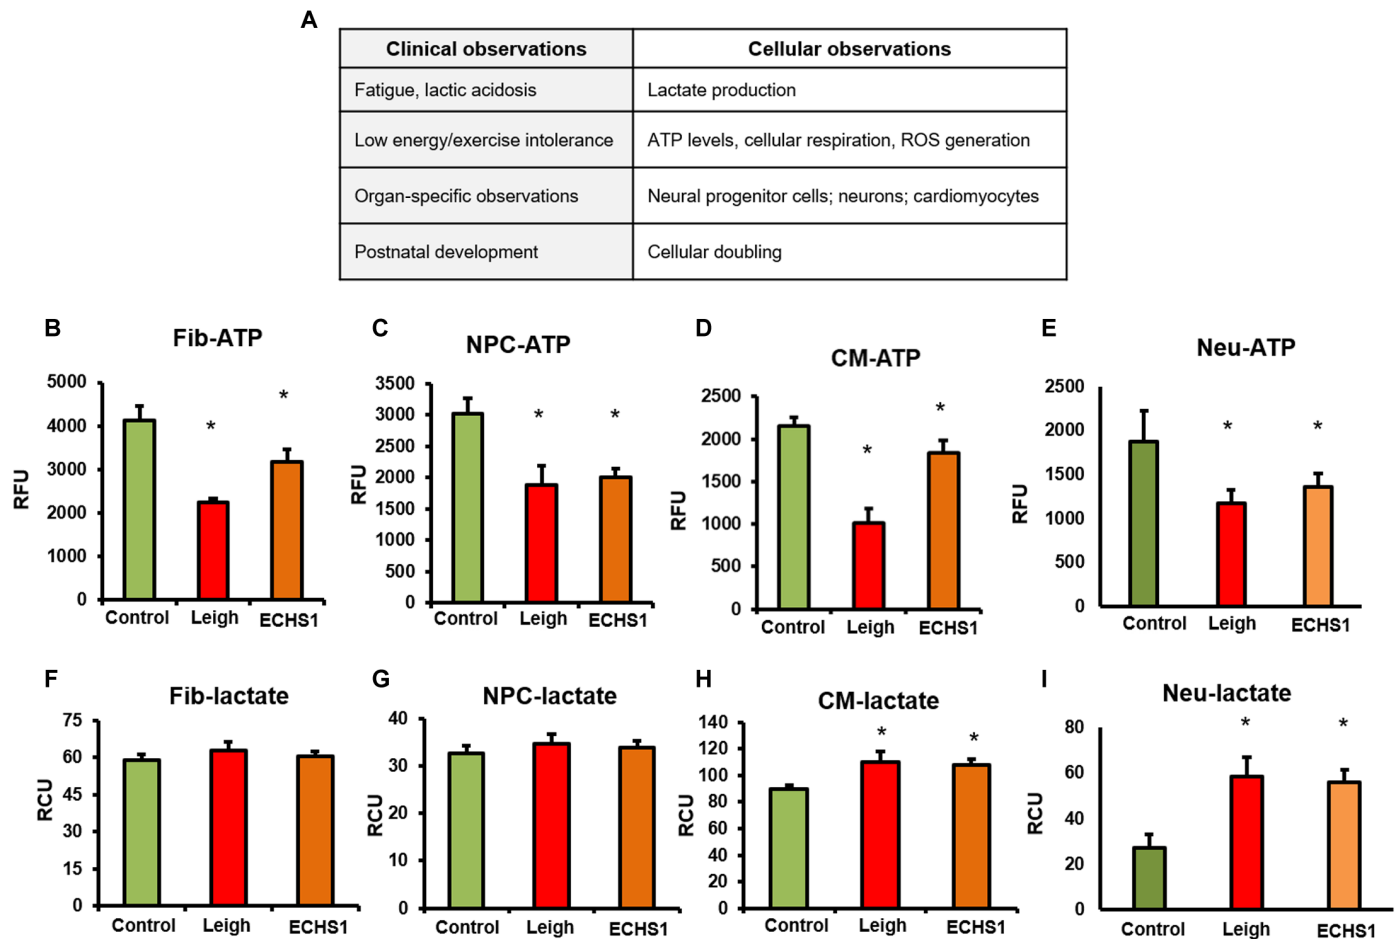 A
Clinical observations Cellular observations
Fatigue, lactic acidosis Lactate production
Low energy/exercise intolerance ATP levels, cellular respiration, ROS generation
Organ-specific observations Neural progenitor cells; neurons; cardiomyocytes
Postnatal development Cellular doubling
B
Fib-ATP
RFU
5000
4000
3000
2000
1000
0
*
*
Control Leigh ECHS1
C
NPC-ATP
RFU
3500
3000
2500
2000
1500
1000
500
0
* *
Control Leigh ECHS1
D
CM-ATP
RFU
2500
2000
1500
1000
500
0
*
*
Control Leigh ECHS1
E
Neu-ATP
RFU
2500
2000
1500
1000
500
0
* *
Control Leigh ECHS1
F
Fib-lactate
RCU
75
60
45
30
15
0
Control Leigh ECHS1
G
NPC-lactate
RCU
40
30
20
10
0
Control Leigh ECHS1
H
CM-lactate
RCU
140
120
100
80
60
40
20
0
* *
Control Leigh ECHS1
I
Neu-lactate
RCU
80
60
40
20
0
* *
Control Leigh ECHS1